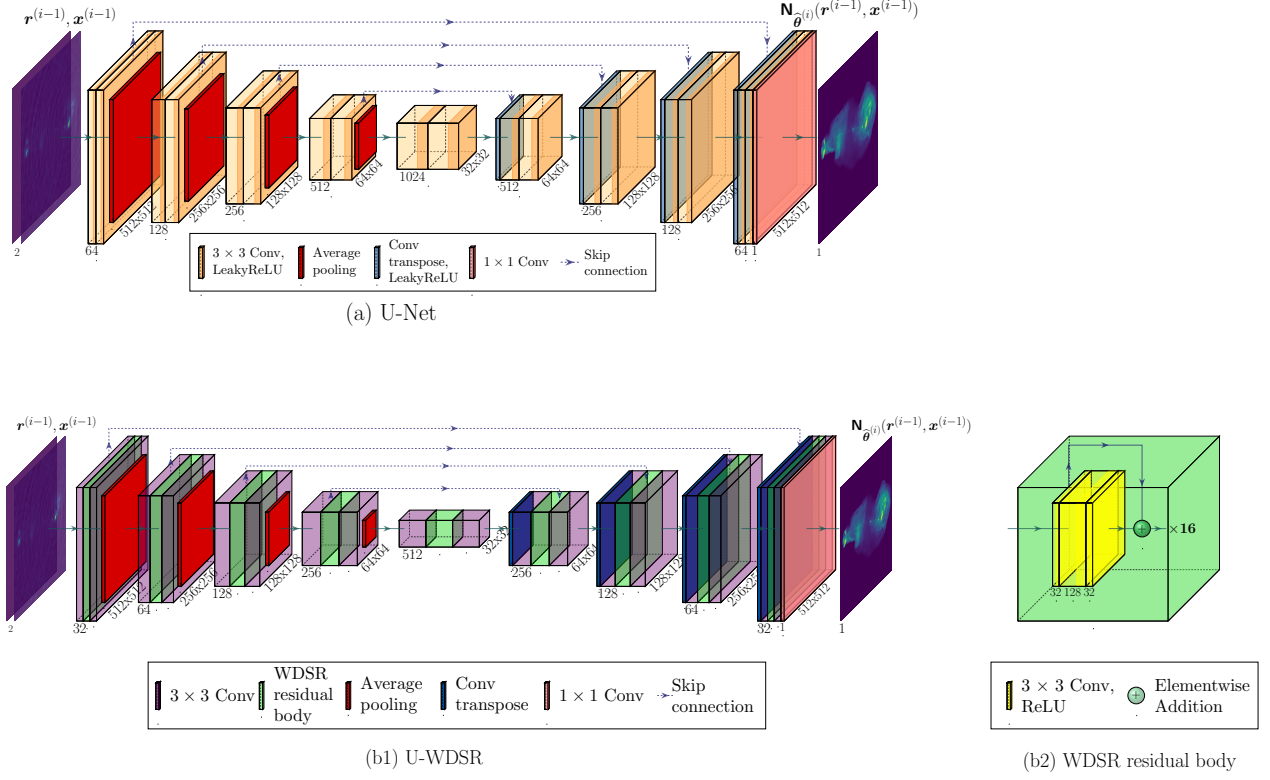 r^(i−1), x^(i−1)
N_θ̂^(i)(r^(i−1), x^(i−1))
2
64
512x512
128
256x256
256
128x128
512
64x64
1024
32x32
512
64x64
256
128x128
128
256x256
64 1
512x512
1
3 × 3 Conv,
LeakyReLU
Average
pooling
Conv
transpose,
LeakyReLU
1 × 1 Conv
Skip
connection
(a) U-Net
r^(i−1), x^(i−1)
N_θ̂^(i)(r^(i−1), x^(i−1))
2
32
512x512
64
256x256
128
128x128
256
64x64
512
32x32
256
64x64
128
128x128
64
256x256
32 1
512x512
1
×16
32 128 32
3 × 3 Conv
WDSR
residual
body
Average
pooling
Conv
transpose
1 × 1 Conv
Skip
connection
3 × 3 Conv,
ReLU
Elementwise
Addition
(b1) U-WDSR
(b2) WDSR residual body